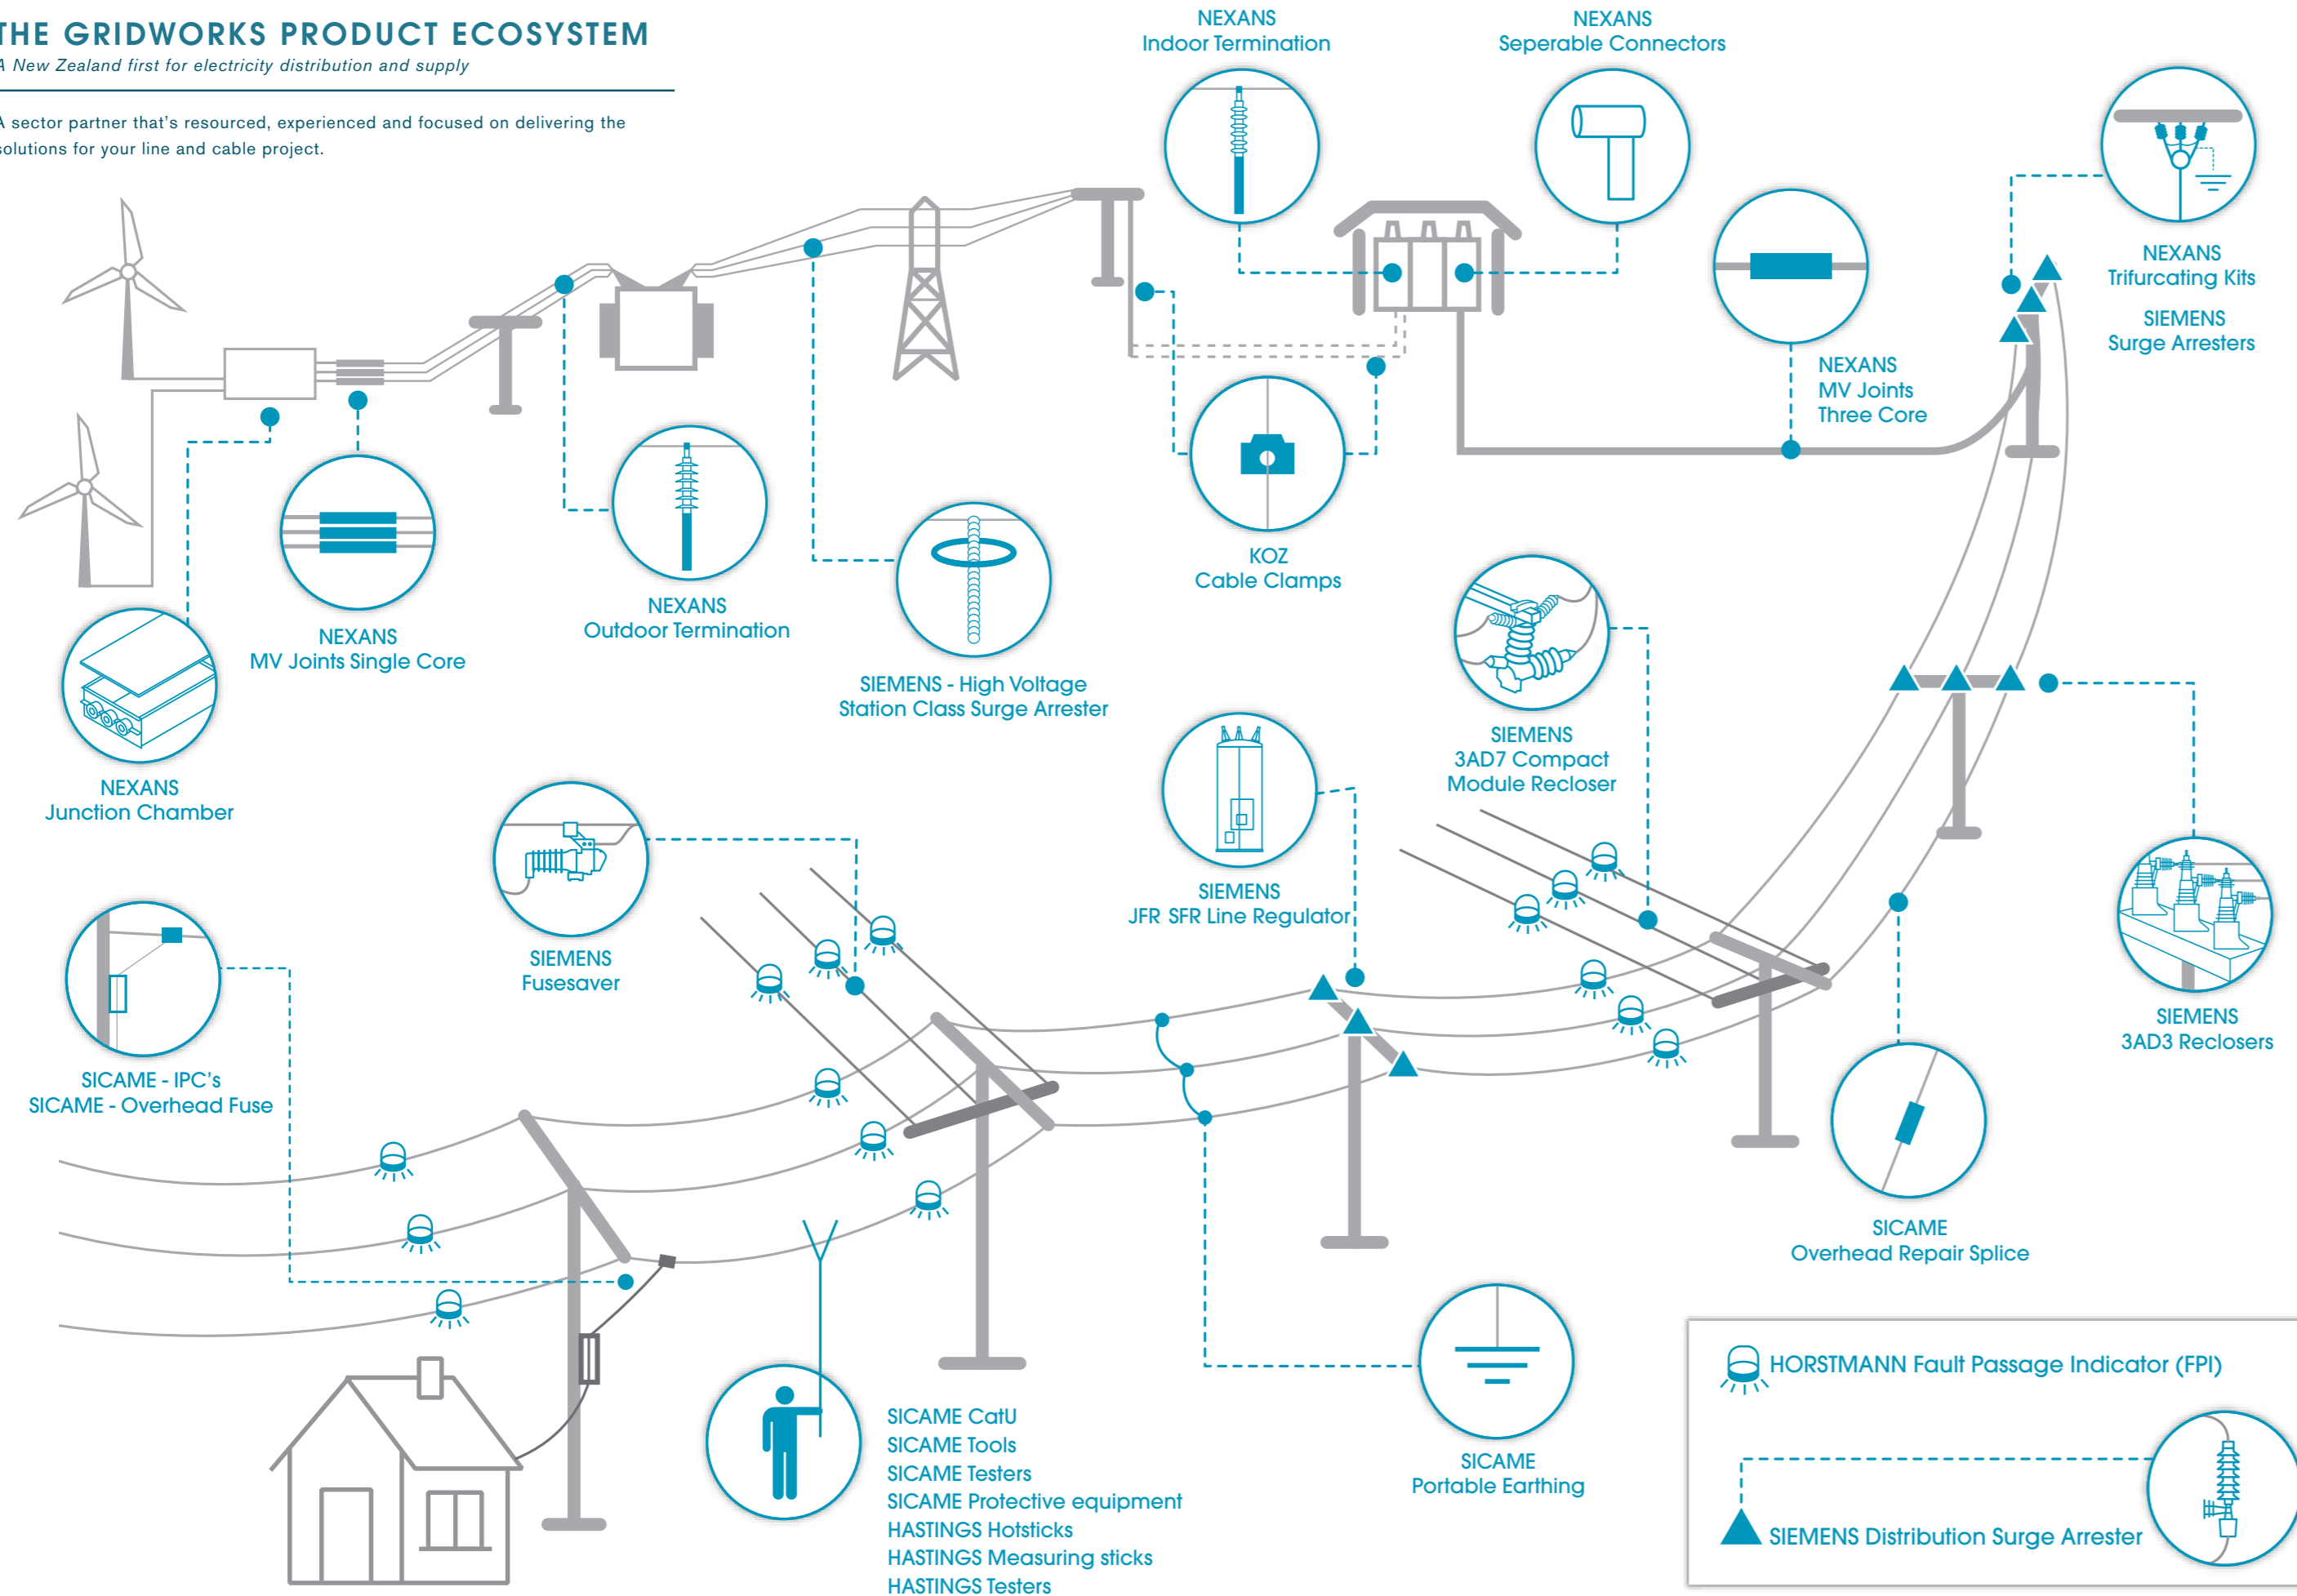 THE GRIDWORKS PRODUCT ECOSYSTEM
A New Zealand first for electricity distribution and supply
A sector partner that's resourced, experienced and focused on delivering the
solutions for your line and cable project.
NEXANS
Indoor Termination
NEXANS
Seperable Connectors
NEXANS
Trifurcating Kits
SIEMENS
Surge Arresters
NEXANS
MV Joints
Three Core
KOZ
Cable Clamps
NEXANS
Outdoor Termination
NEXANS
MV Joints Single Core
SIEMENS - High Voltage
Station Class Surge Arrester
NEXANS
Junction Chamber
SIEMENS
3AD7 Compact
Module Recloser
SIEMENS
JFR SFR Line Regulator
SIEMENS
Fusesaver
SIEMENS
3AD3 Reclosers
SICAME - IPC's
SICAME - Overhead Fuse
SICAME
Overhead Repair Splice
SICAME
Portable Earthing
SICAME CatU
SICAME Tools
SICAME Testers
SICAME Protective equipment
HASTINGS Hotsticks
HASTINGS Measuring sticks
HASTINGS Testers
HORSTMANN Fault Passage Indicator (FPI)
SIEMENS Distribution Surge Arrester